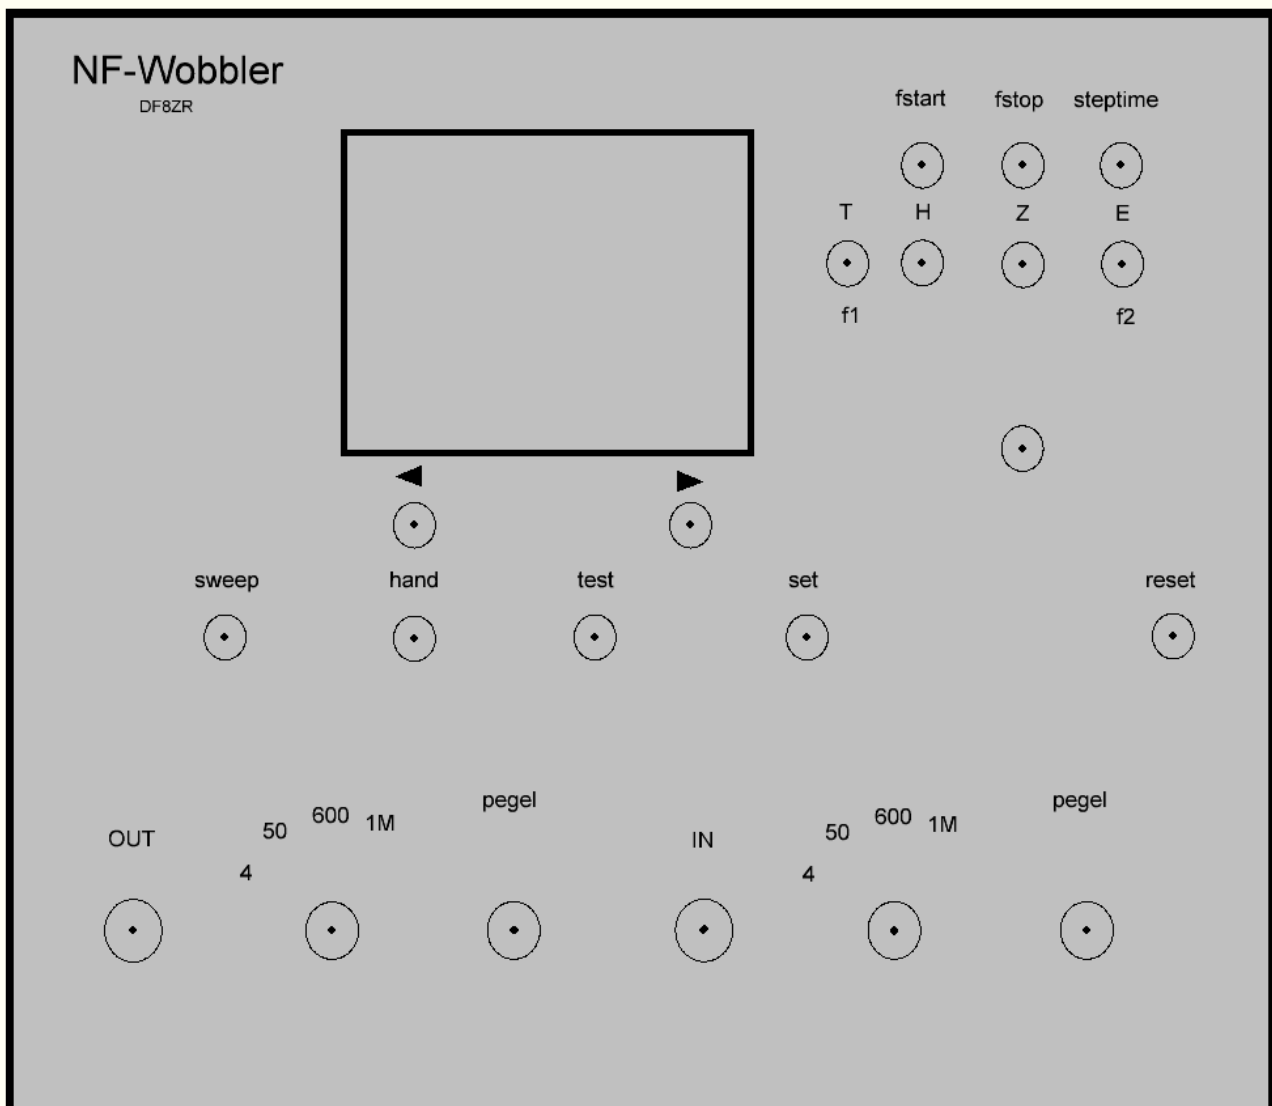 NF-Wobbler
DF8ZR
fstart fstop steptime
T H Z E
f1 f2
sweep hand test set reset
OUT 4 50 600 1M pegel IN 4 50 600 1M pegel